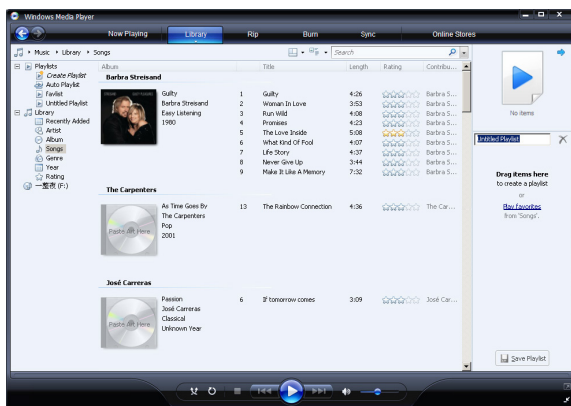 Windows Media Player
Now Playing Library Rip Burn Sync Online Stores
Music Library Songs Search
Playlists
Create Playlist
Auto Playlist
favlist
Untitled Playlist
Library
Recently Added
Artist
Album
Songs
Genre
Year
Rating
一整夜 (F:)
Album Title Length Rating Contribu...
Barbra Streisand
Guilty
Barbra Streisand
Easy Listening
1980
1 Guilty 4:26 Barbra S...
2 Woman In Love 3:53 Barbra S...
3 Run Wild 4:08 Barbra S...
4 Promises 4:23 Barbra S...
5 The Love Inside 5:08 Barbra S...
6 What Kind Of Fool 4:07 Barbra S...
7 Life Story 4:37 Barbra S...
8 Never Give Up 3:44 Barbra S...
9 Make It Like A Memory 7:32 Barbra S...
The Carpenters
Paste Art Here
As Time Goes By
The Carpenters
Pop
2001
13 The Rainbow Connection 4:36 The Car...
José Carreras
Paste Art Here
Passion
José Carreras
Classical
Unknown Year
6 If tomorrow comes 3:09 José Car...
No items
Untitled Playlist
Drag items here
to create a playlist
or
Play favorites
from 'Songs'.
Save Playlist